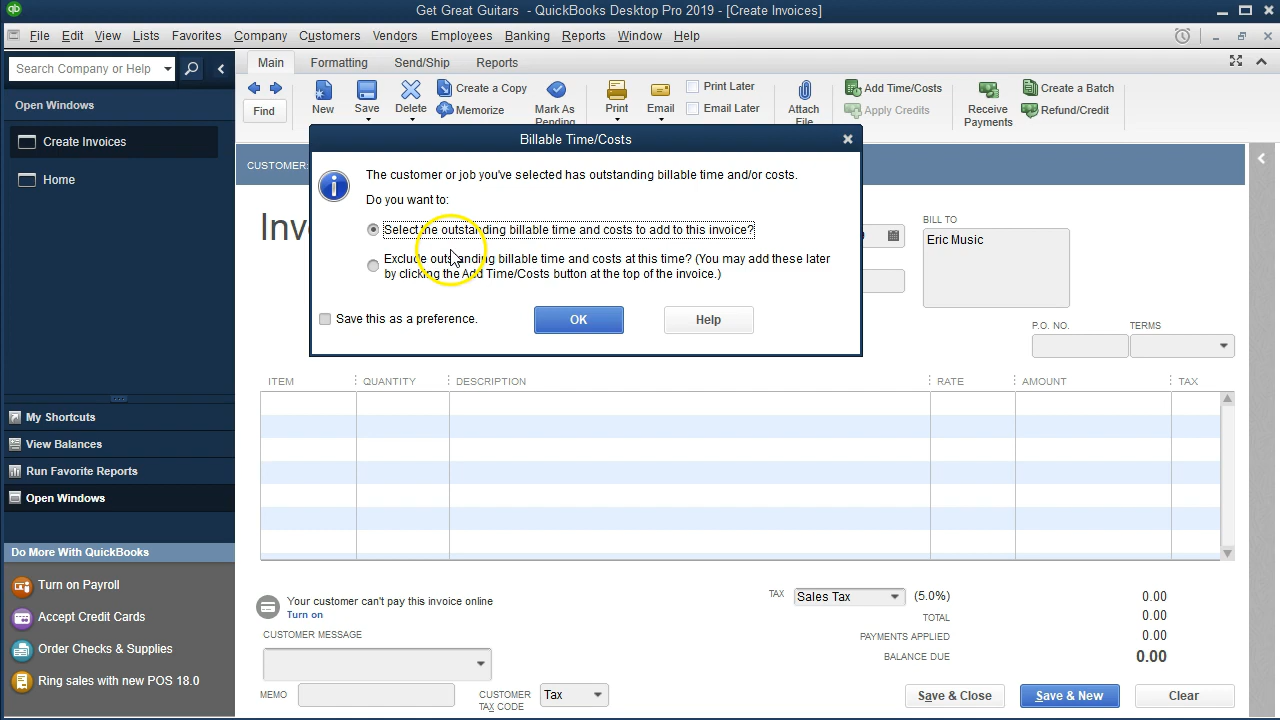 qb Get Great Guitars - QuickBooks Desktop Pro 2019 - [Create Invoices]
File Edit View Lists Favorites Company Customers Vendors Employees Banking Reports Window Help
Search Company or Help
Main Formatting Send/Ship Reports
Find
New Save Delete
Create a Copy
Memorize
Mark As
Pending
Print Email
Print Later
Email Later
Attach
File
Add Time/Costs
Apply Credits
Receive
Payments
Create a Batch
Refund/Credit
Open Windows
Create Invoices
Home
My Shortcuts
View Balances
Run Favorite Reports
Open Windows
Do More With QuickBooks
Turn on Payroll
Accept Credit Cards
Order Checks & Supplies
Ring sales with new POS 18.0
CUSTOMER:
Billable Time/Costs
The customer or job you've selected has outstanding billable time and/or costs.
Do you want to:
Select the outstanding billable time and costs to add to this invoice?
Exclude outstanding billable time and costs at this time? (You may add these later
by clicking the Add Time/Costs button at the top of the invoice.)
Save this as a preference.
OK Help
BILL TO
Eric Music
P.O. NO. TERMS
ITEM QUANTITY DESCRIPTION RATE AMOUNT TAX
Your customer can't pay this invoice online
Turn on
CUSTOMER MESSAGE
MEMO
CUSTOMER
TAX CODE
Tax
TAX Sales Tax (5.0%) 0.00
TOTAL 0.00
PAYMENTS APPLIED 0.00
BALANCE DUE 0.00
Save & Close Save & New Clear